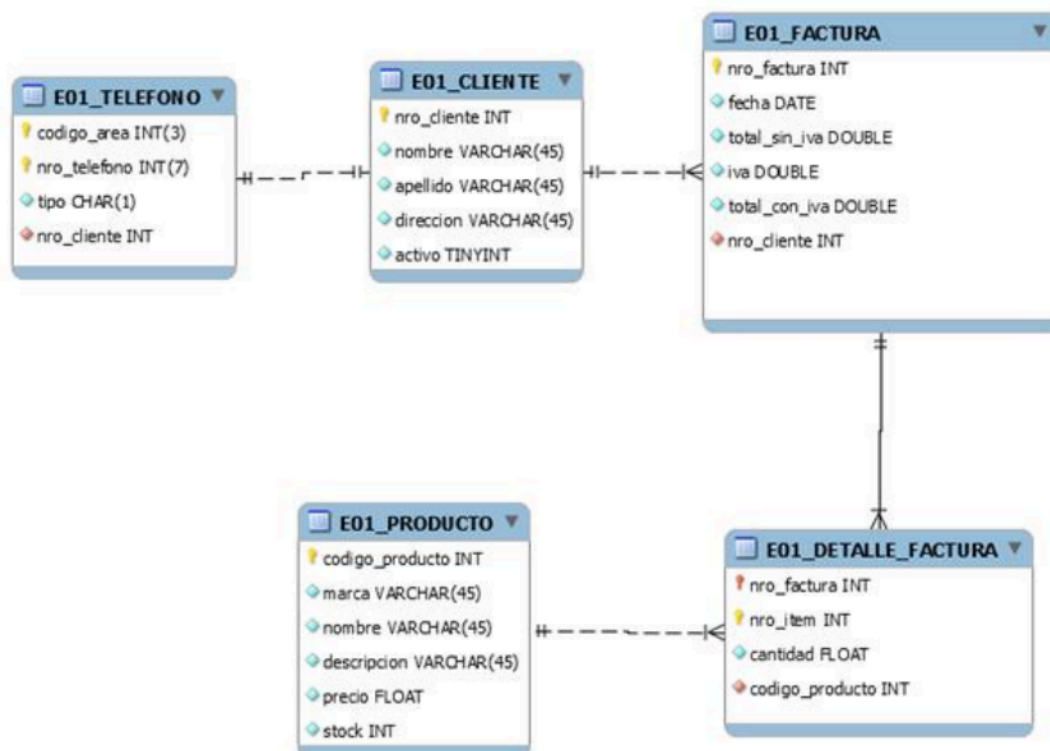 E01_TELEFONO
codigo_area INT(3)
nro_telefono INT(7)
tipo CHAR(1)
nro_cliente INT
E01_CLIENTE
nro_cliente INT
nombre VARCHAR(45)
apellido VARCHAR(45)
direccion VARCHAR(45)
activo TINYINT
E01_FACTURA
nro_factura INT
fecha DATE
total_sin_iva DOUBLE
iva DOUBLE
total_con_iva DOUBLE
nro_cliente INT
E01_PRODUCTO
codigo_producto INT
marca VARCHAR(45)
nombre VARCHAR(45)
descripcion VARCHAR(45)
precio FLOAT
stock INT
E01_DETALLE_FACTURA
nro_factura INT
nro_item INT
cantidad FLOAT
codigo_producto INT